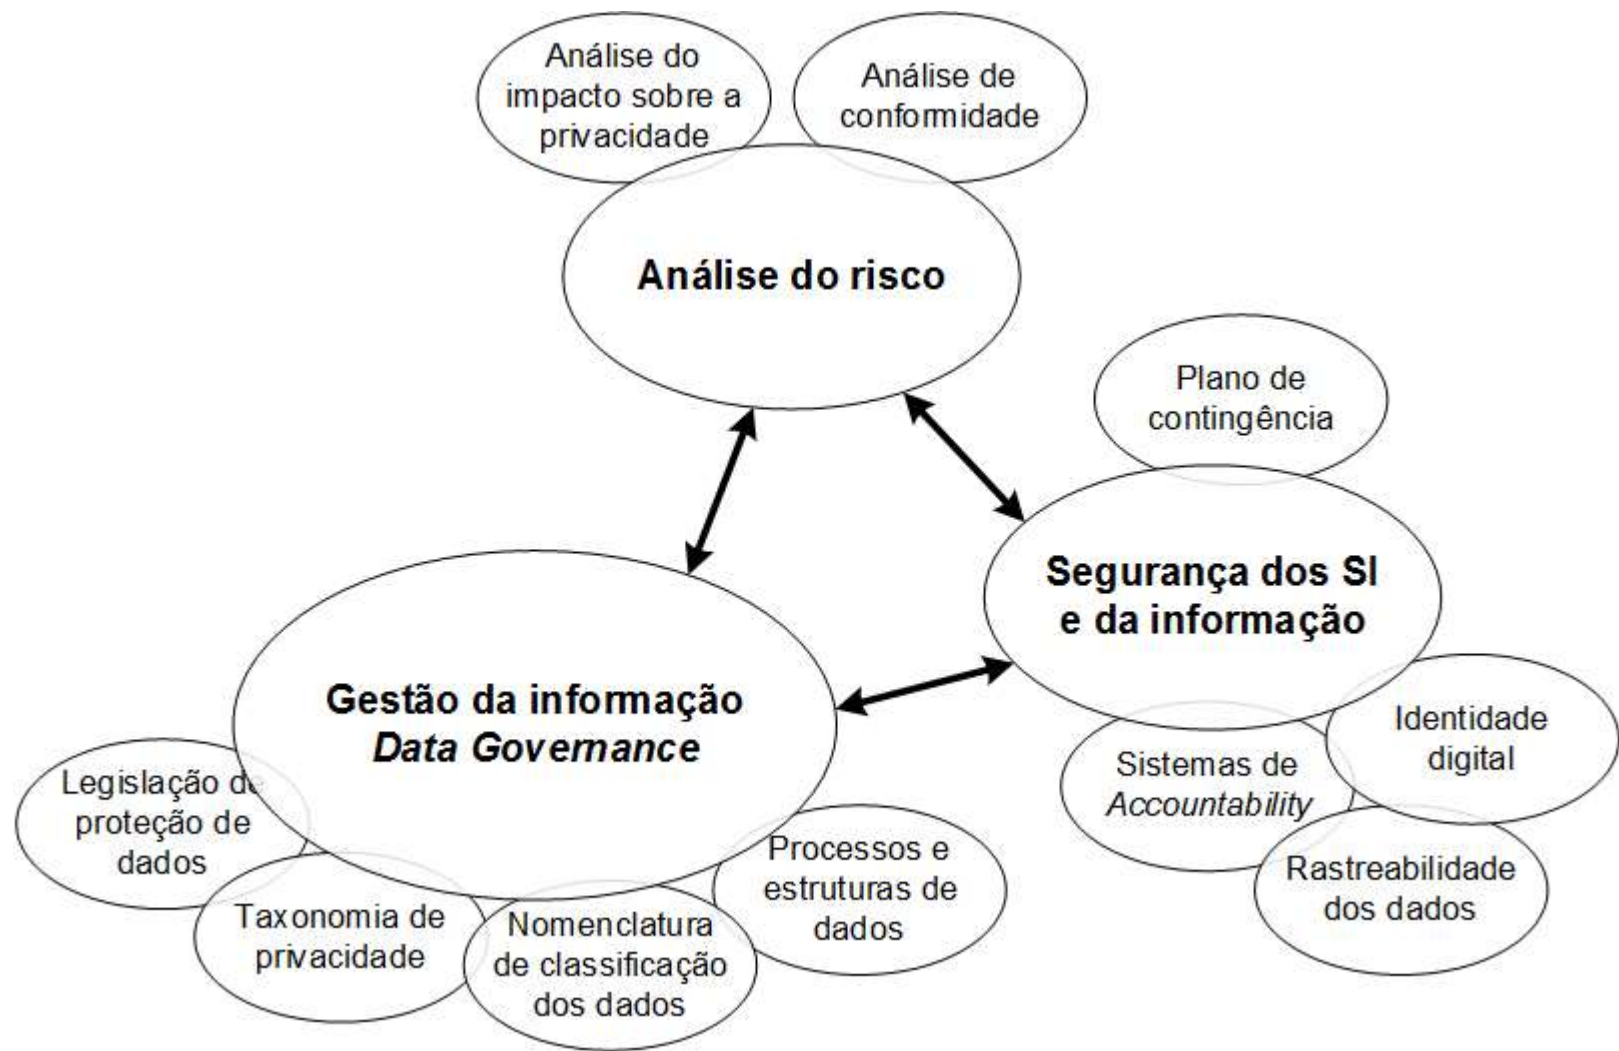 Análise do
impacto sobre a
privacidade
Análise de
conformidade
Análise do risco
Plano de
contingência
Segurança dos SI
e da informação
Identidade
digital
Sistemas de
Accountability
Rastreabilidade
dos dados
Gestão da informação
Data Governance
Legislação de
proteção de
dados
Taxonomia de
privacidade
Nomenclatura
de classificação
dos dados
Processos e
estruturas de
dados